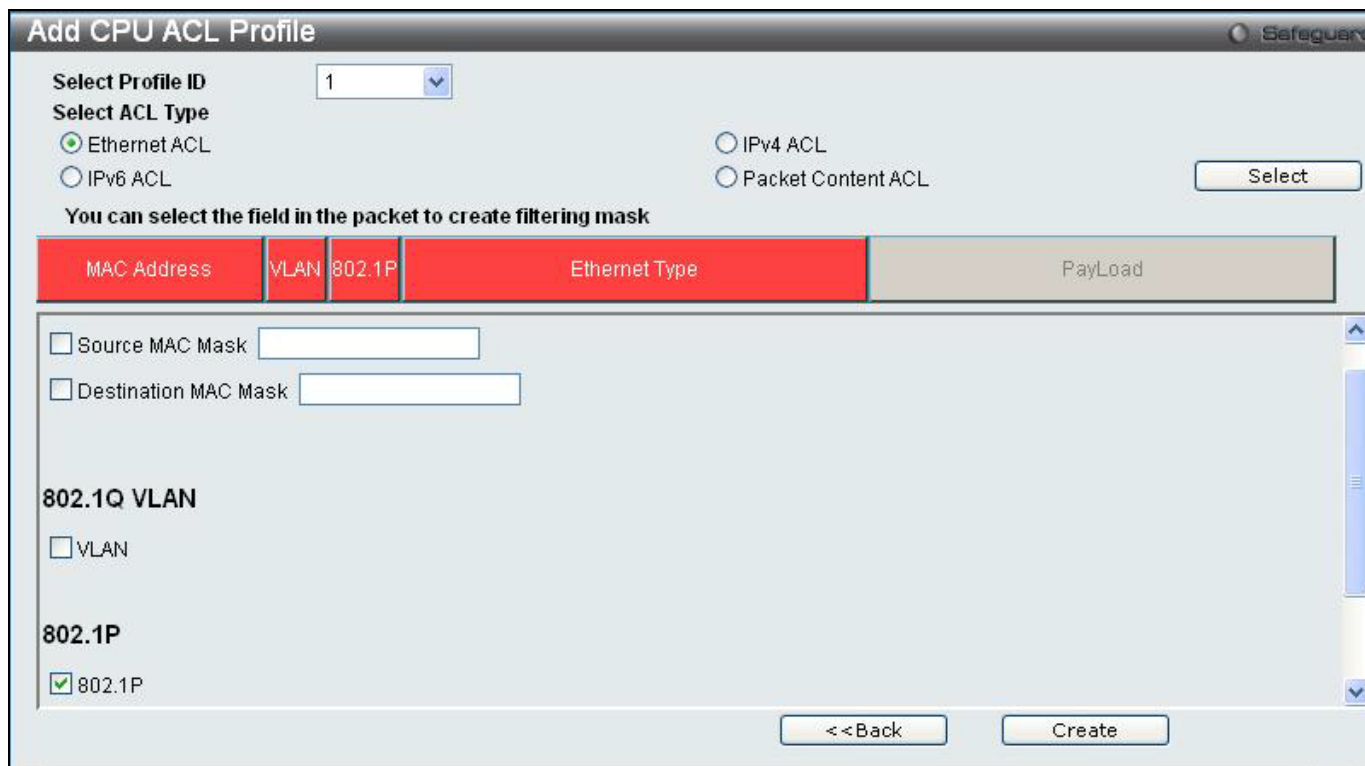 Add CPU ACL Profile
Safeguard
Select Profile ID 1
Select ACL Type
Ethernet ACL IPv4 ACL
IPv6 ACL Packet Content ACL Select
You can select the field in the packet to create filtering mask
MAC Address VLAN 802.1P Ethernet Type PayLoad
Source MAC Mask
Destination MAC Mask
802.1Q VLAN
VLAN
802.1P
802.1P
<<Back Create